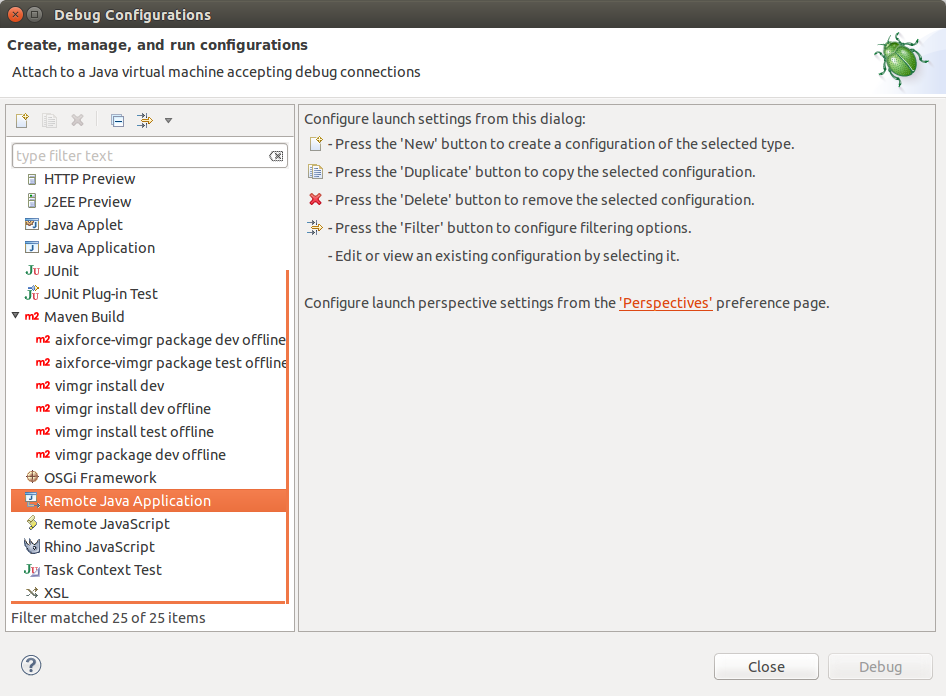 Debug Configurations
Create, manage, and run configurations
Attach to a Java virtual machine accepting debug connections
type filter text
HTTP Preview
J2EE Preview
Java Applet
Java Application
Ju JUnit
JUnit Plug-in Test
m2 Maven Build
m2 aixforce-vimgr package dev offline
m2 aixforce-vimgr package test offline
m2 vimgr install dev
m2 vimgr install dev offline
m2 vimgr install test offline
m2 vimgr package dev offline
OSGi Framework
Remote Java Application
Remote JavaScript
Rhino JavaScript
Task Context Test
XSL
Filter matched 25 of 25 items
Configure launch settings from this dialog:
- Press the 'New' button to create a configuration of the selected type.
- Press the 'Duplicate' button to copy the selected configuration.
- Press the 'Delete' button to remove the selected configuration.
- Press the 'Filter' button to configure filtering options.
- Edit or view an existing configuration by selecting it.
Configure launch perspective settings from the 'Perspectives' preference page.
?
Close
Debug